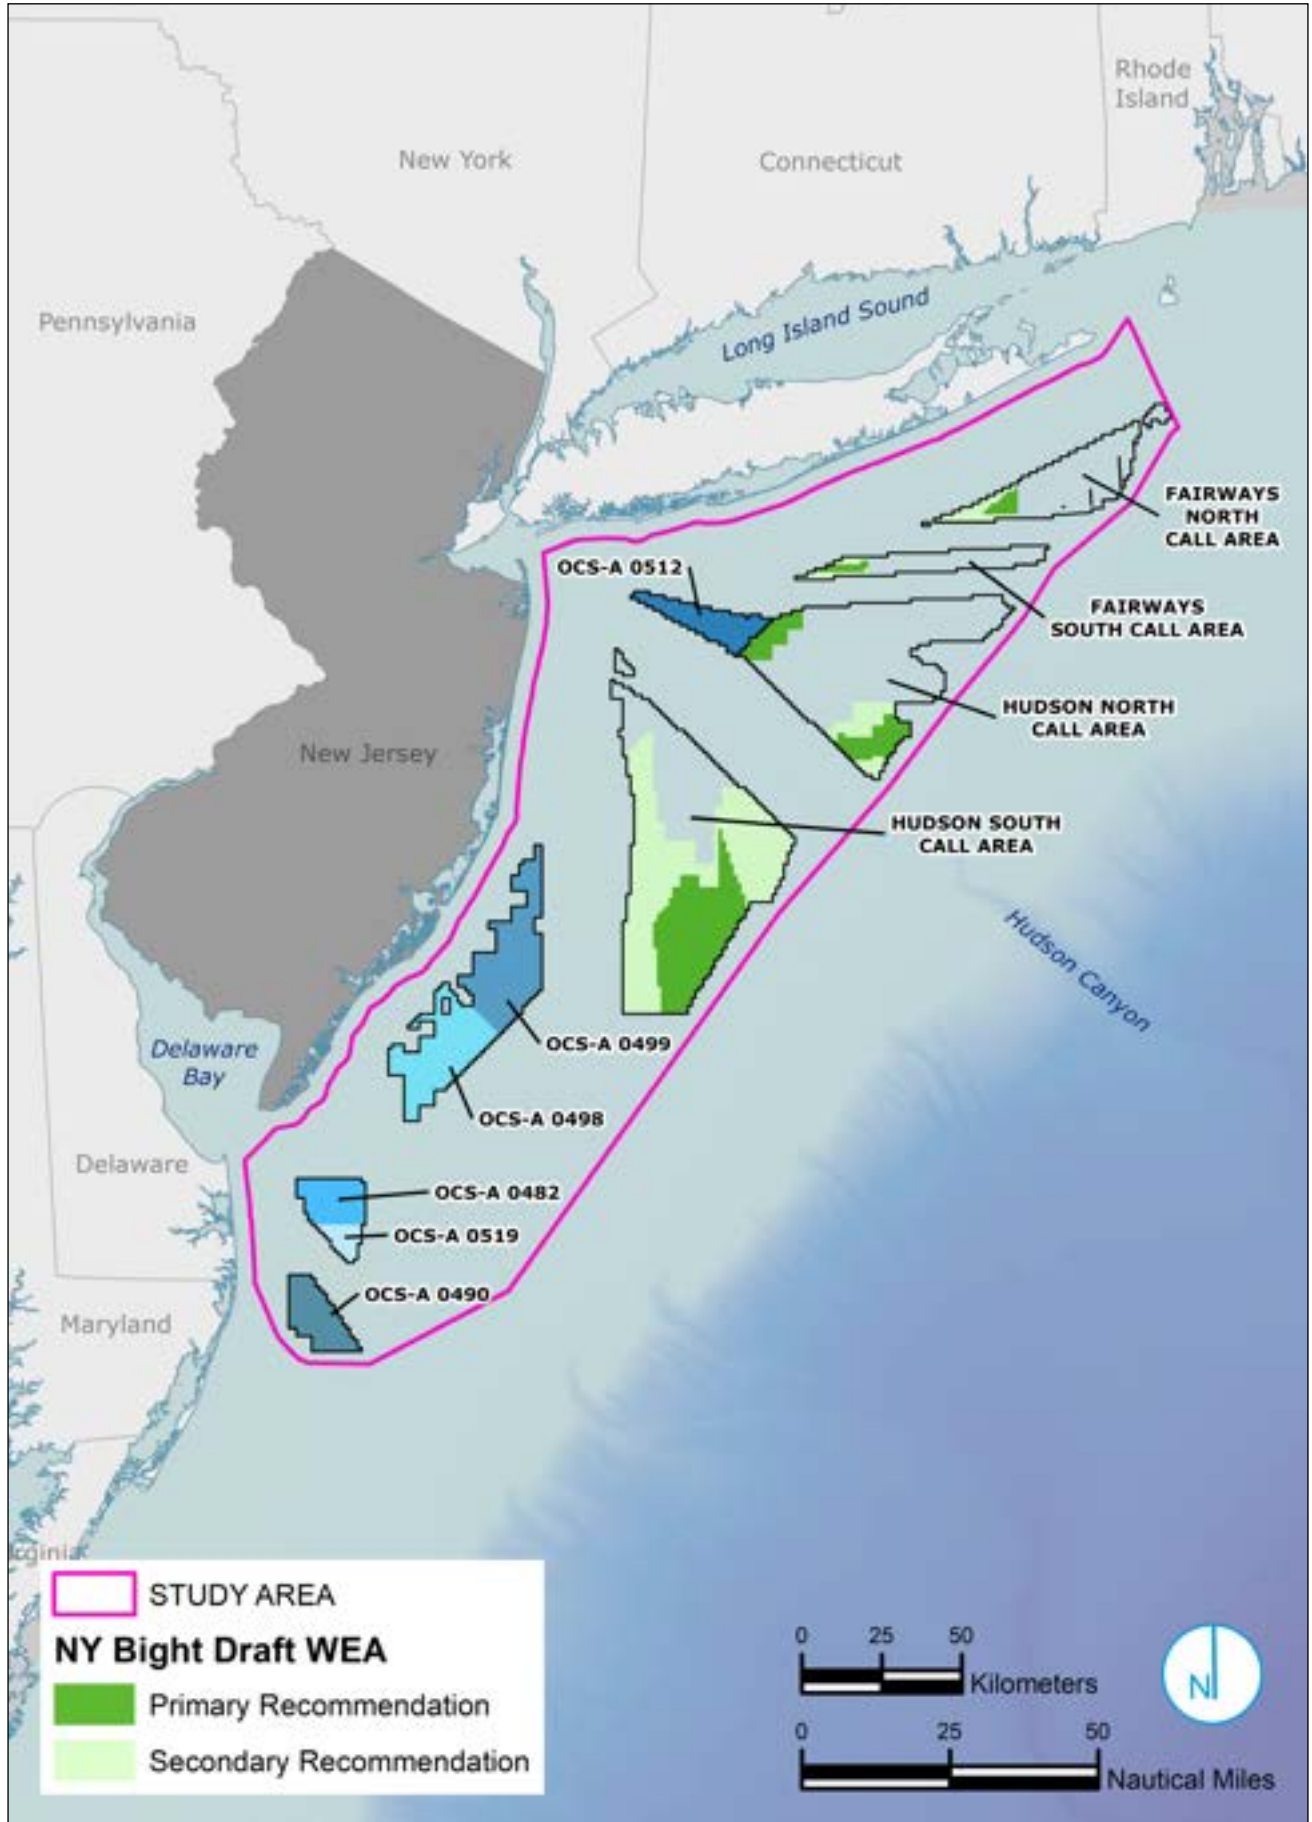 Rhode
Island
New York
Connecticut
Pennsylvania
Long Island Sound
FAIRWAYS
NORTH
CALL AREA
OCS-A 0512
FAIRWAYS
SOUTH CALL AREA
HUDSON NORTH
CALL AREA
New Jersey
HUDSON SOUTH
CALL AREA
Hudson Canyon
OCS-A 0499
Delaware
Bay
OCS-A 0498
Delaware
OCS-A 0482
OCS-A 0519
OCS-A 0490
Maryland
STUDY AREA
NY Bight Draft WEA
Primary Recommendation
Secondary Recommendation
0 25 50
Kilometers
0 25 50
Nautical Miles
N